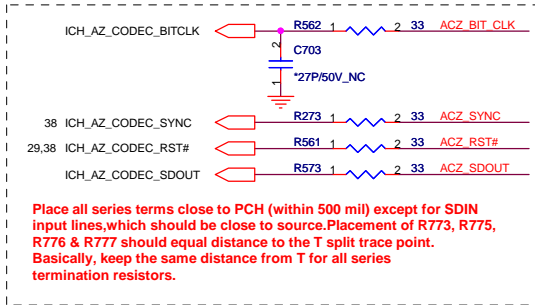 ICH_AZ_CODEC_BITCLK R562 1 2 33 ACZ_BIT_CLK
2 C703
1 *27P/50V_NC
38 ICH_AZ_CODEC_SYNC R273 1 2 33 ACZ_SYNC
29,38 ICH_AZ_CODEC_RST# R561 1 2 33 ACZ_RST#
ICH_AZ_CODEC_SDOUT R573 1 2 33 ACZ_SDOUT
Place all series terms close to PCH (within 500 mil) except for SDIN
input lines,which should be close to source.Placement of R773, R775,
R776 & R777 should equal distance to the T split trace point.
Basically, keep the same distance from T for all series
termination resistors.